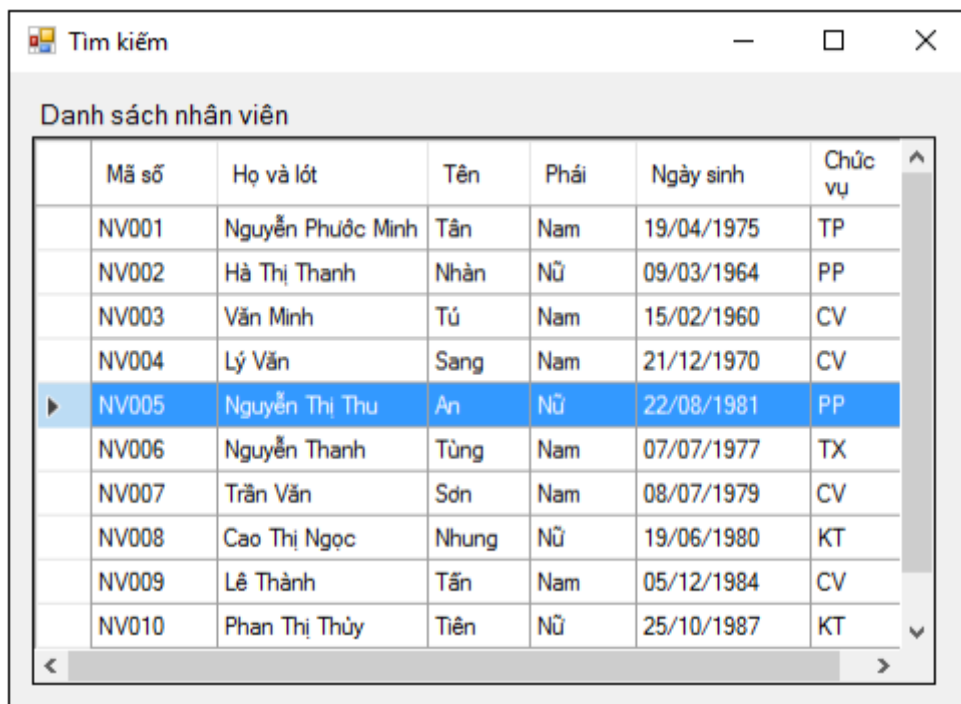 Tìm kiếm
Danh sách nhân viên
Mã số Họ và lót Tên Phái Ngày sinh Chức vụ
NV001 Nguyễn Phước Minh Tân Nam 19/04/1975 TP
NV002 Hà Thị Thanh Nhàn Nữ 09/03/1964 PP
NV003 Văn Minh Tú Nam 15/02/1960 CV
NV004 Lý Văn Sang Nam 21/12/1970 CV
NV005 Nguyễn Thị Thu An Nữ 22/08/1981 PP
NV006 Nguyễn Thanh Tùng Nam 07/07/1977 TX
NV007 Trần Văn Sơn Nam 08/07/1979 CV
NV008 Cao Thị Ngọc Nhung Nữ 19/06/1980 KT
NV009 Lê Thành Tấn Nam 05/12/1984 CV
NV010 Phan Thị Thủy Tiên Nữ 25/10/1987 KT